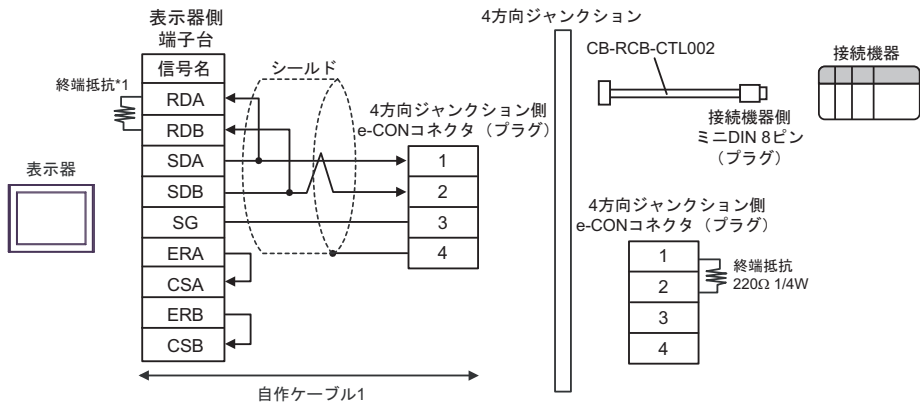 表示器側
端子台
信号名
RDA
RDB
SDA
SDB
SG
ERA
CSA
ERB
CSB
終端抵抗*1
シールド
表示器
4方向ジャンクション側
e-CONコネクタ（プラグ）
1
2
3
4
自作ケーブル1
4方向ジャンクション
CB-RCB-CTL002
接続機器側
ミニDIN 8ピン
（プラグ）
接続機器
4方向ジャンクション側
e-CONコネクタ（プラグ）
1
2
3
4
終端抵抗
220Ω 1/4W